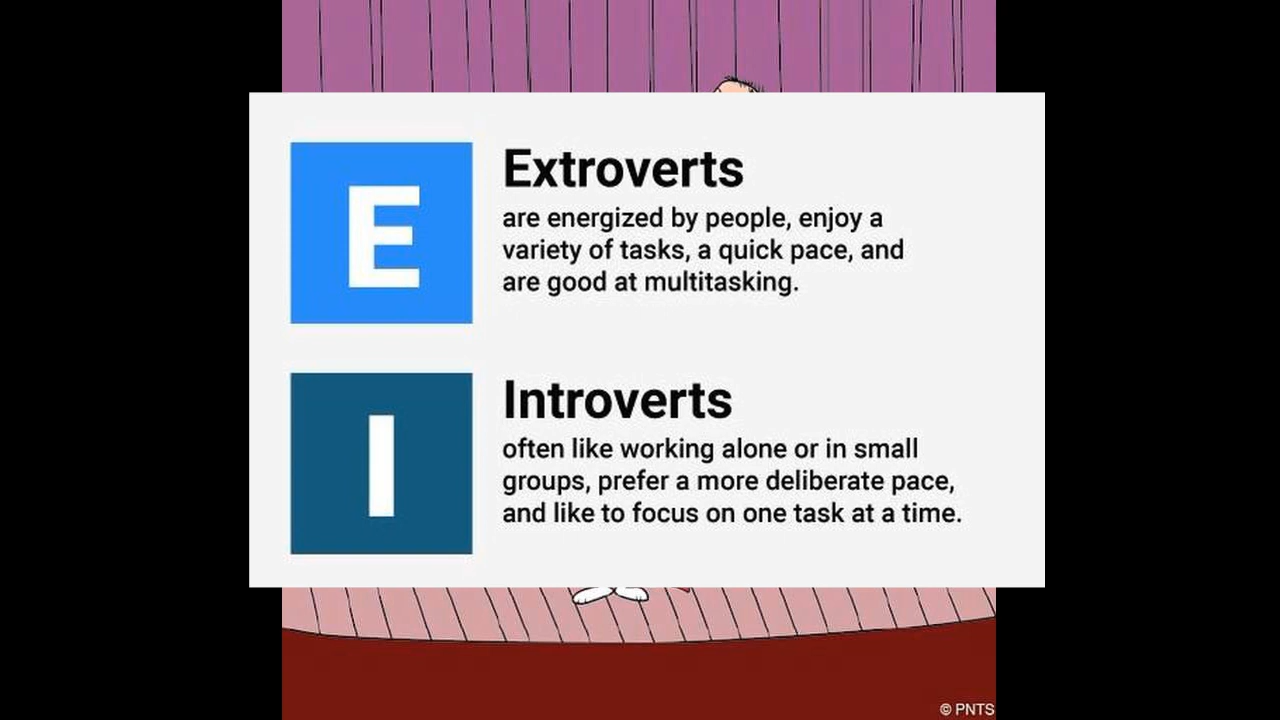 E
Extroverts
are energized by people, enjoy a
variety of tasks, a quick pace, and
are good at multitasking.
I
Introverts
often like working alone or in small
groups, prefer a more deliberate pace,
and like to focus on one task at a time.
© PNTS